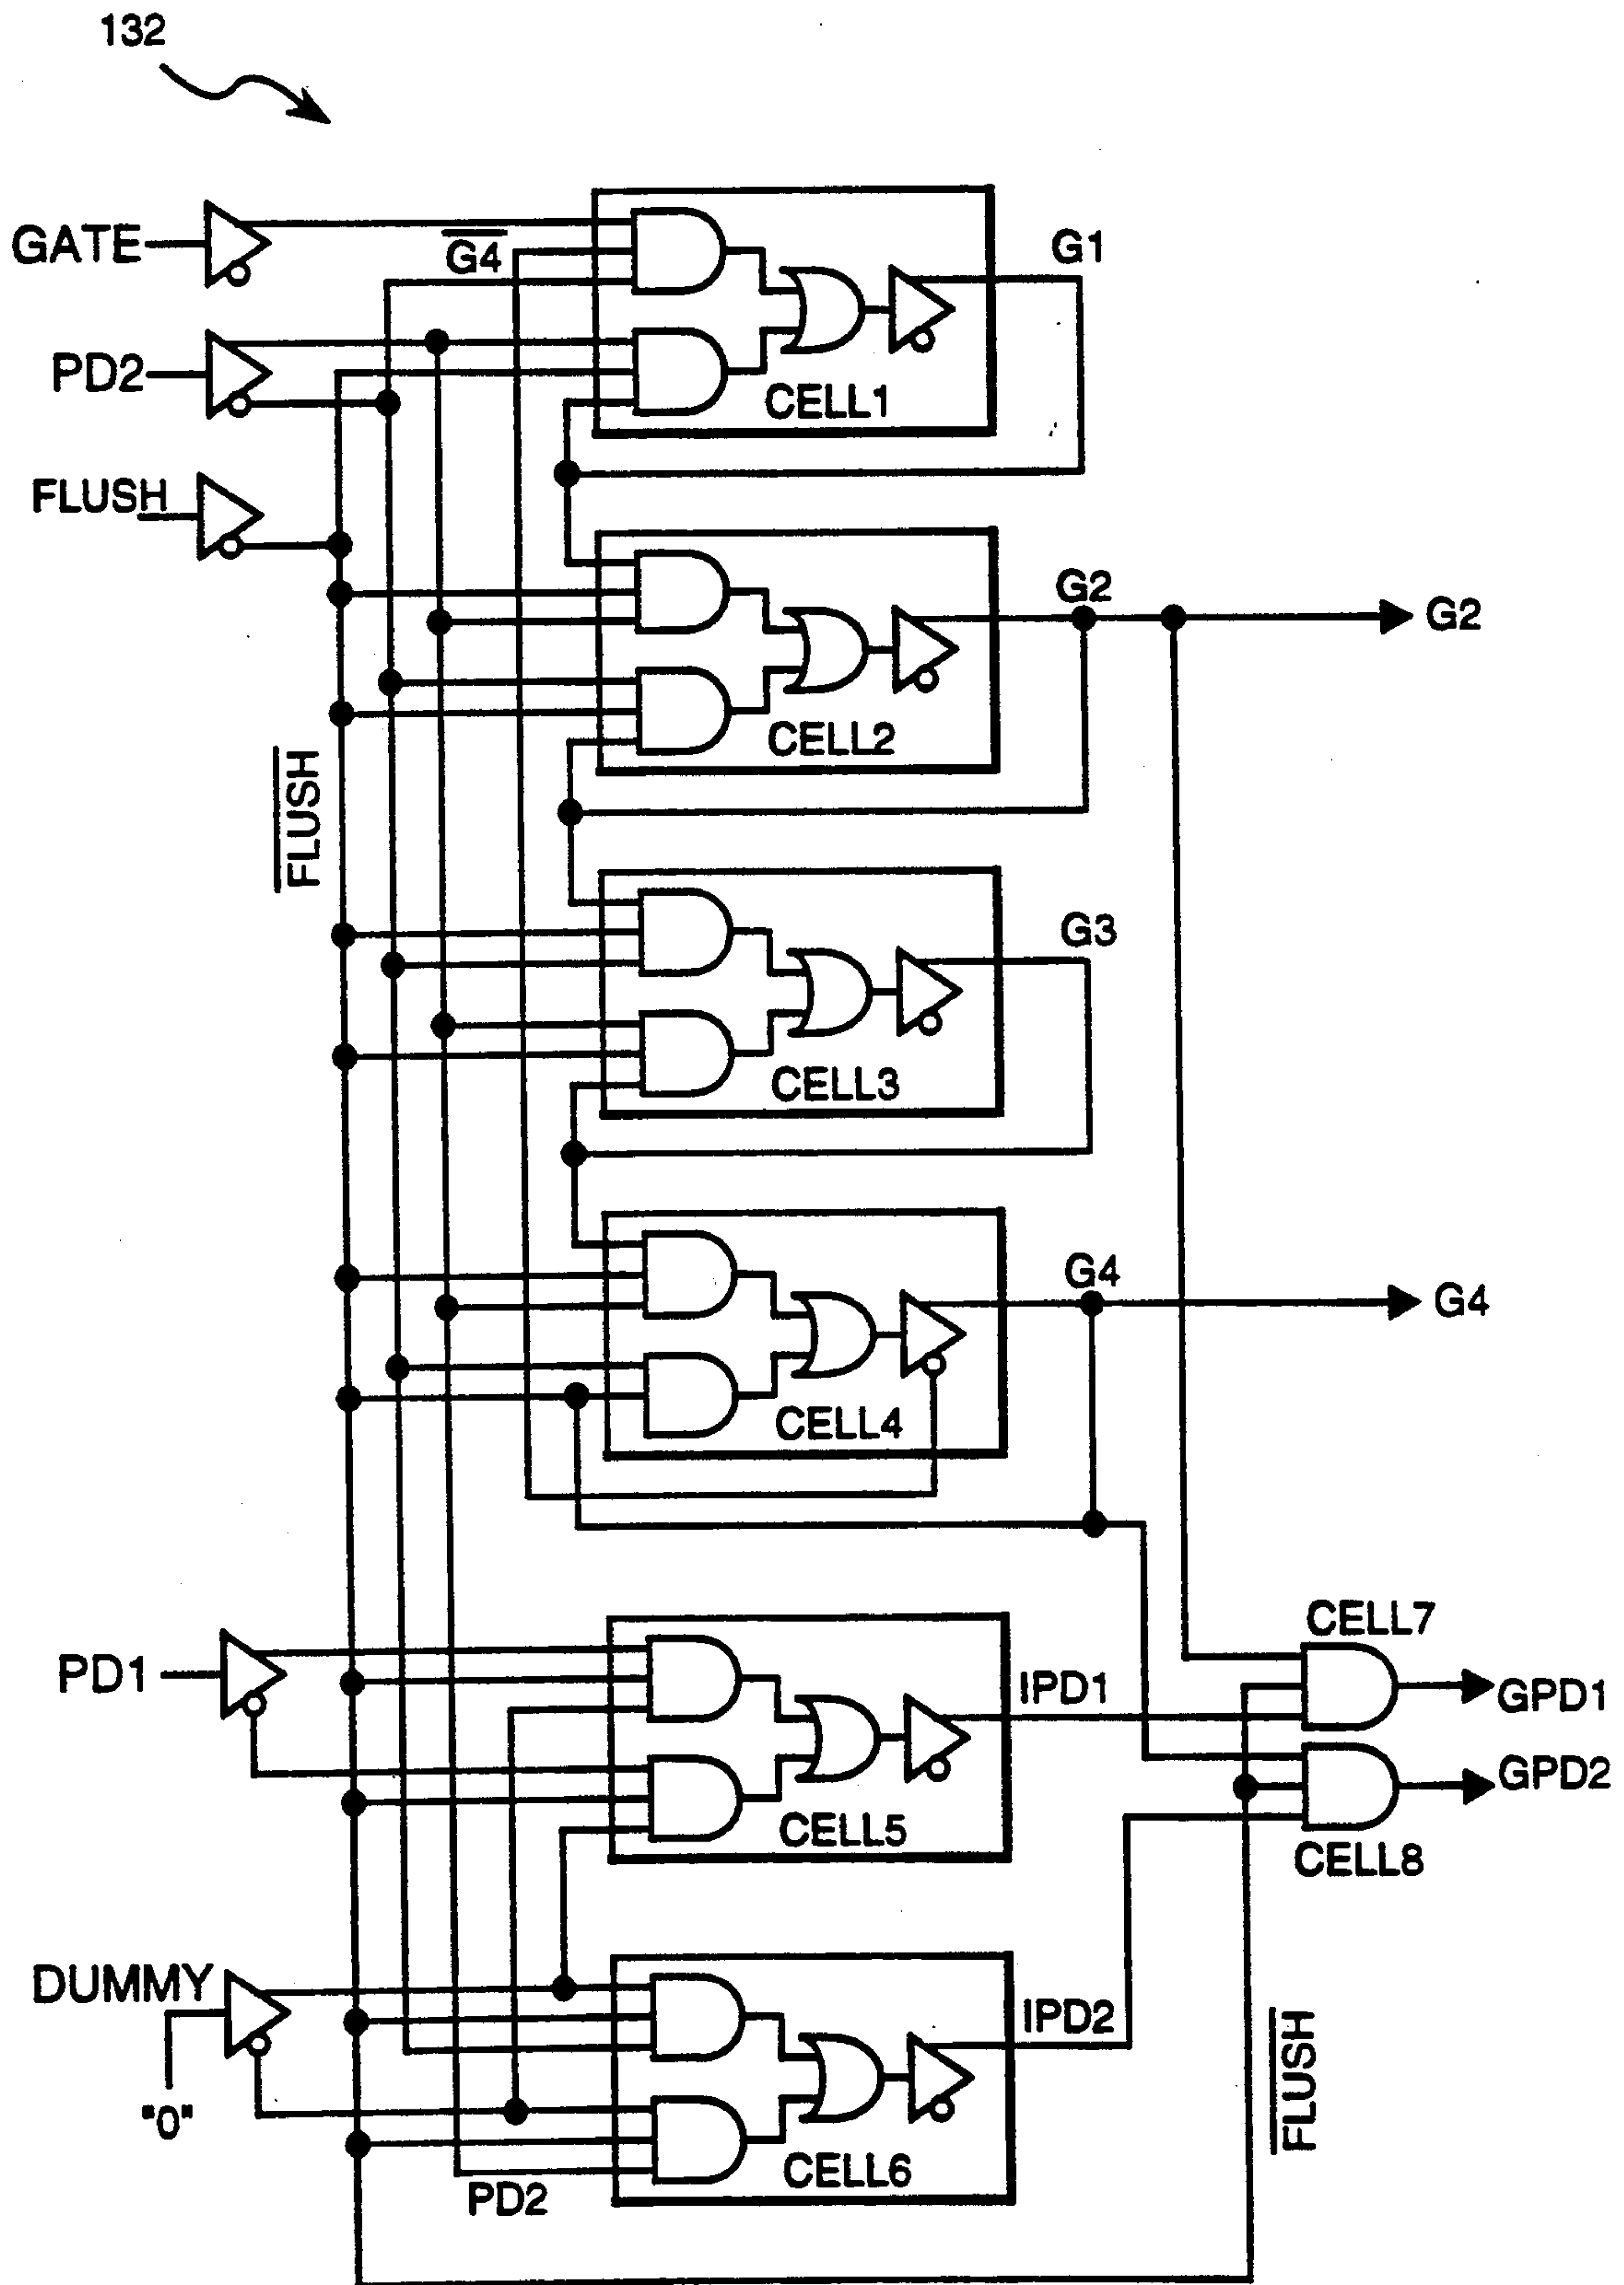 132
GATE
G4
G1
PD2
CELL1
FLUSH
G2
G2
CELL2
FLUSH
G3
CELL3
G4
G4
CELL4
CELL7
PD1
IPD1
GPD1
GPD2
CELL5
CELL8
DUMMY
IPD2
"0"
FLUSH
CELL6
PD2